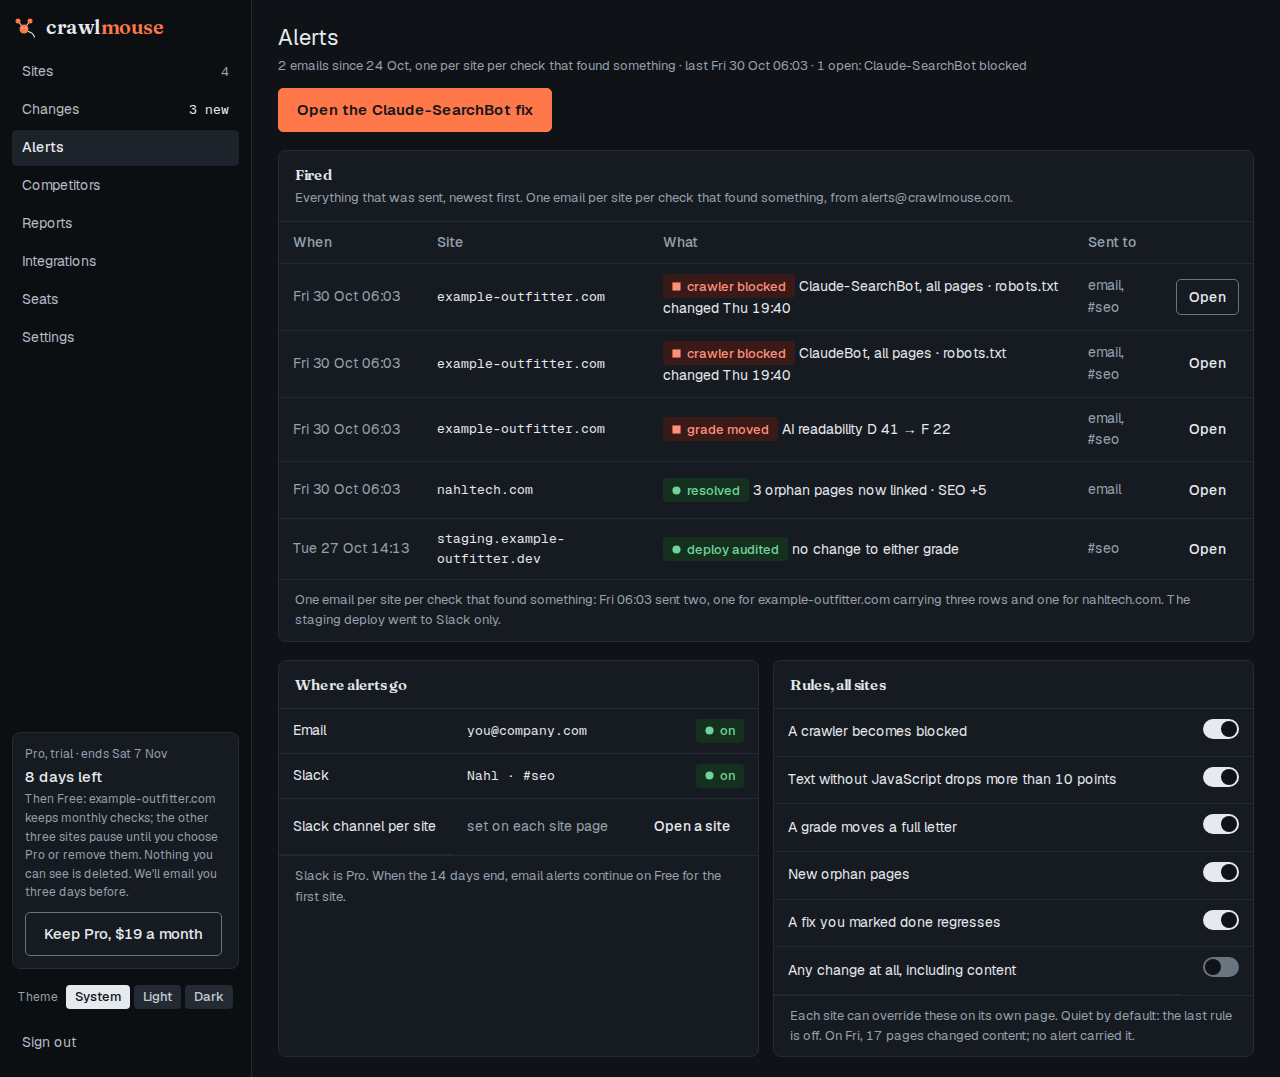 crawlmouse
Sites 4
Changes 3 new
Alerts
Competitors
Reports
Integrations
Seats
Settings
Pro, trial · ends Sat 7 Nov
8 days left
Then Free: example-outfitter.com
keeps monthly checks; the other
three sites pause until you choose
Pro or remove them. Nothing you
can see is deleted. We'll email you
three days before.
Keep Pro, $19 a month
Theme System Light Dark
Sign out
Alerts
2 emails since 24 Oct, one per site per check that found something · last Fri 30 Oct 06:03 · 1 open: Claude-SearchBot blocked
Open the Claude-SearchBot fix
Fired
Everything that was sent, newest first. One email per site per check that found something, from alerts@crawlmouse.com.
When Site What Sent to
Fri 30 Oct 06:03 example-outfitter.com crawler blocked Claude-SearchBot, all pages · robots.txt email, Open
changed Thu 19:40 #seo
Fri 30 Oct 06:03 example-outfitter.com crawler blocked ClaudeBot, all pages · robots.txt email, Open
changed Thu 19:40 #seo
Fri 30 Oct 06:03 example-outfitter.com grade moved AI readability D 41 → F 22 email, Open
#seo
Fri 30 Oct 06:03 nahltech.com resolved 3 orphan pages now linked · SEO +5 email Open
Tue 27 Oct 14:13 staging.example- deploy audited no change to either grade #seo Open
outfitter.dev
One email per site per check that found something: Fri 06:03 sent two, one for example-outfitter.com carrying three rows and one for nahltech.com. The
staging deploy went to Slack only.
Where alerts go
Email you@company.com on
Slack Nahl · #seo on
Slack channel per site set on each site page Open a site
Slack is Pro. When the 14 days end, email alerts continue on Free for the
first site.
Rules, all sites
A crawler becomes blocked
Text without JavaScript drops more than 10 points
A grade moves a full letter
New orphan pages
A fix you marked done regresses
Any change at all, including content
Each site can override these on its own page. Quiet by default: the last rule
is off. On Fri, 17 pages changed content; no alert carried it.